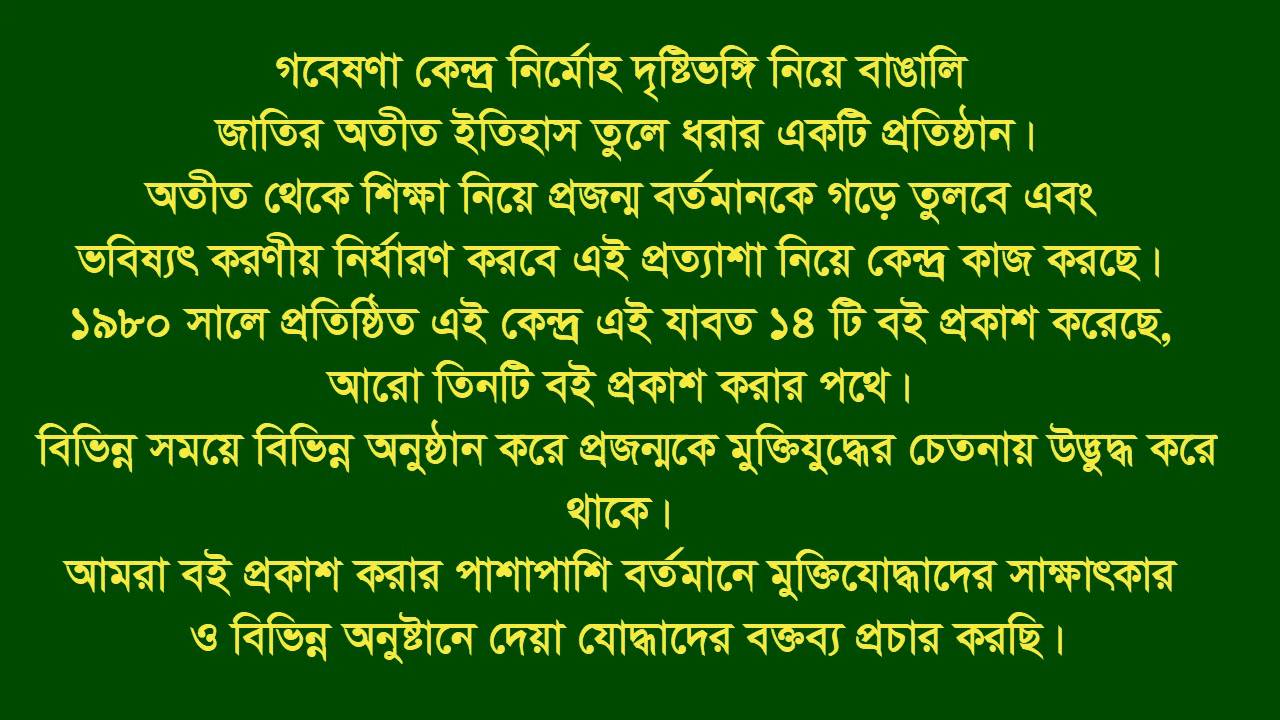 গবেষণা কেন্দ্র নির্মোহ দৃষ্টিভঙ্গি নিয়ে বাঙালি
জাতির অতীত ইতিহাস তুলে ধরার একটি প্রতিষ্ঠান।
অতীত থেকে শিক্ষা নিয়ে প্রজন্ম বর্তমানকে গড়ে তুলবে এবং
ভবিষ্যৎ করণীয় নির্ধারণ করবে এই প্রত্যাশা নিয়ে কেন্দ্র কাজ করছে।
১৯৮০ সালে প্রতিষ্ঠিত এই কেন্দ্র এই যাবত ১৪ টি বই প্রকাশ করেছে,
আরো তিনটি বই প্রকাশ করার পথে।
বিভিন্ন সময়ে বিভিন্ন অনুষ্ঠান করে প্রজন্মকে মুক্তিযুদ্ধের চেতনায় উদ্ভুদ্ধ করে
থাকে।
আমরা বই প্রকাশ করার পাশাপাশি বর্তমানে মুক্তিযোদ্ধাদের সাক্ষাৎকার
ও বিভিন্ন অনুষ্টানে দেয়া যোদ্ধাদের বক্তব্য প্রচার করছি।